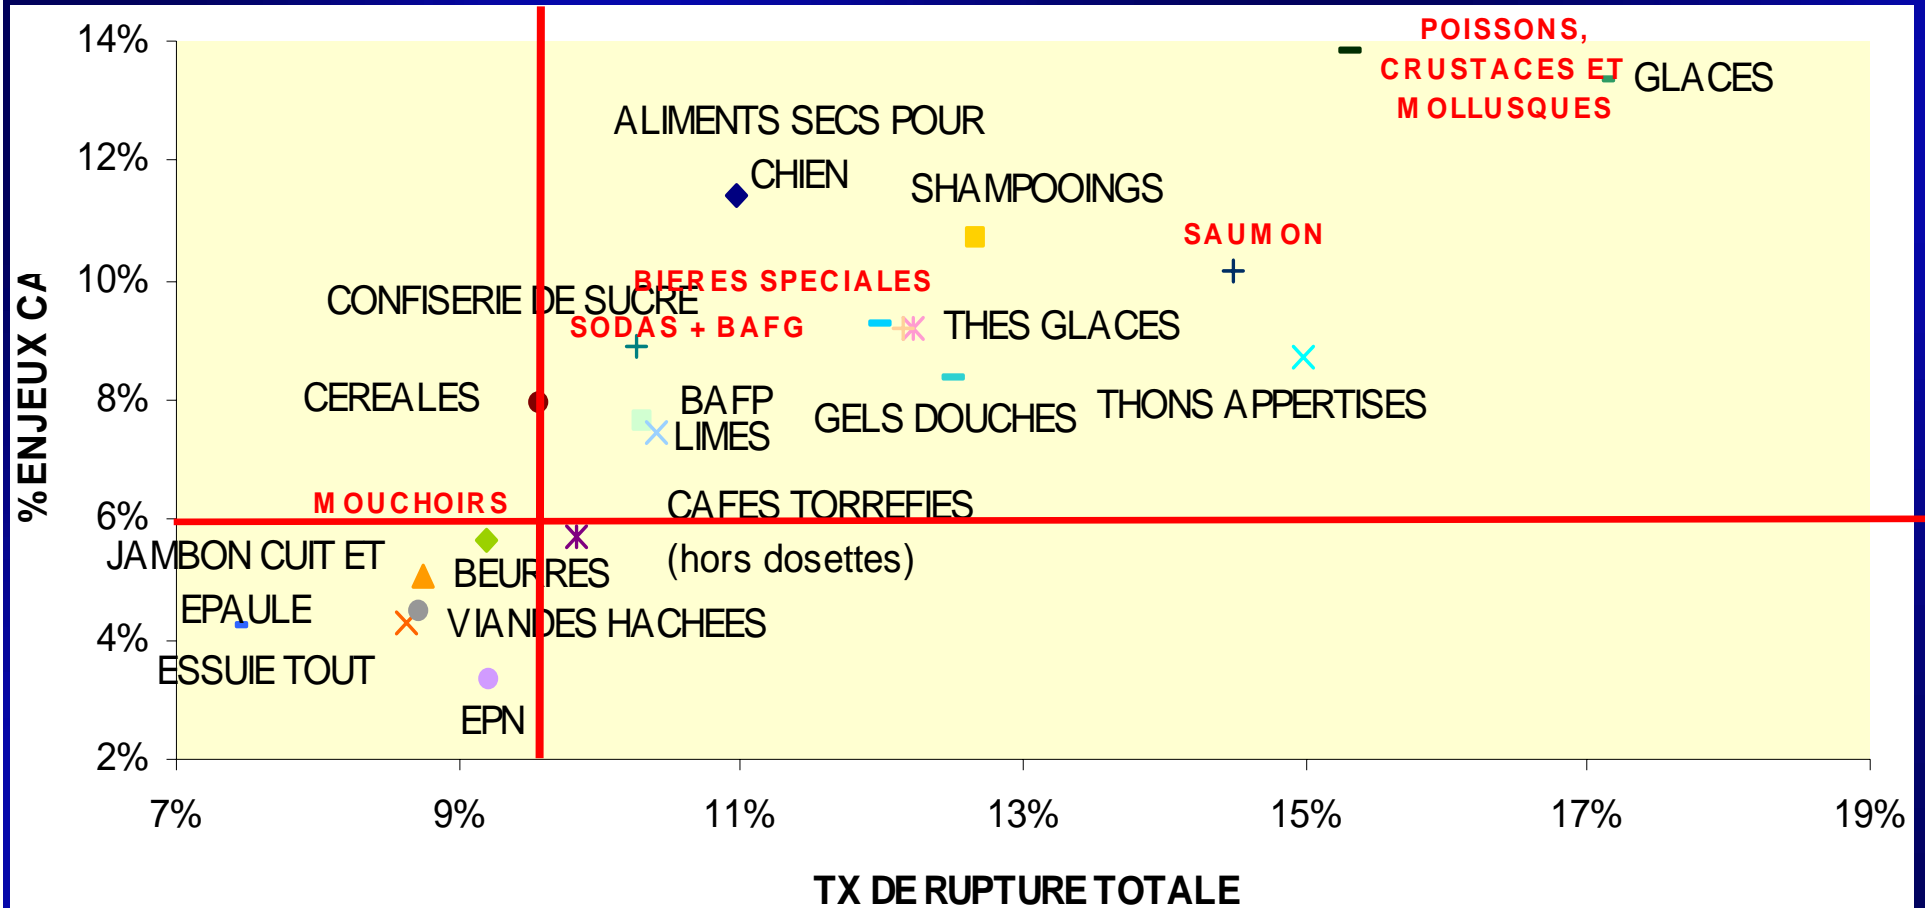 14%
12%
10%
8%
6%
4%
2%
%ENJEUX CA
POISSONS,
CRUSTACES ET
MOLLUSQUES
GLACES
ALIMENTS SECS POUR
CHIEN
SHAMPOOINGS
SAUMON
BIERES SPECIALES
CONFISERIE DE SUCRE
SODAS + BAFG
THES GLACES
CEREALES
BAFP
LIMES
GELS DOUCHES
THONS APPERTISES
MOUCHOIRS
CAFES TORREFIES
(hors dosettes)
JAMBON CUIT ET
EPAULE
BEURRES
VIANDES HACHEES
ESSUIE TOUT
EPN
7%
9%
11%
13%
15%
17%
19%
TX DE RUPTURE TOTALE